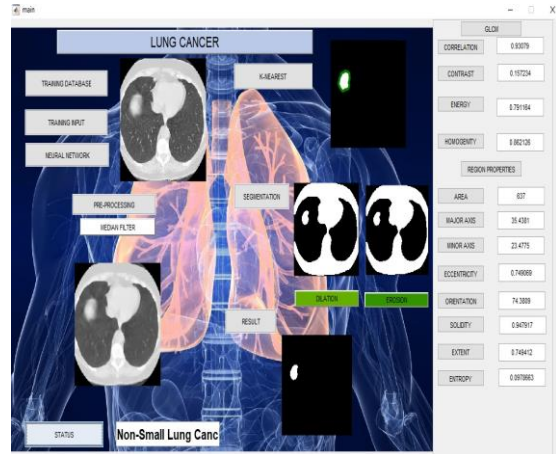 main
LUNG CANCER
TRAINING DATABASE
TRAINING INPUT
NEURAL NETWORK
K-NEAREST
PRE-PROCESSING
MEDIAN FILTER
SEGMENTATION
DILATION
EROSION
RESULT
STATUS
Non-Small Lung Canc
GLCM
CORRELATION 0.93079
CONTRAST 0.157234
ENERGY 0.791164
HOMOGENITY 0.862126
REGION PROPERTIES
AREA 637
MAJOR AXIS 35.4381
MINOR AXIS 23.4775
ECCENTRICITY 0.749069
ORIENTATION 74.3809
SOLIDITY 0.947917
EXTENT 0.749412
ENTROPY 0.0978663